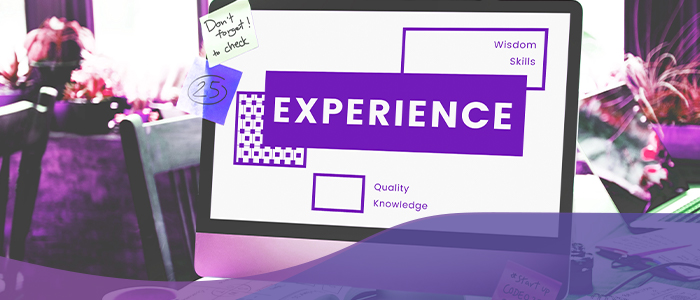 Don't
forget!
to check
25
Wisdom
Skills
EXPERIENCE
Quality
Knowledge